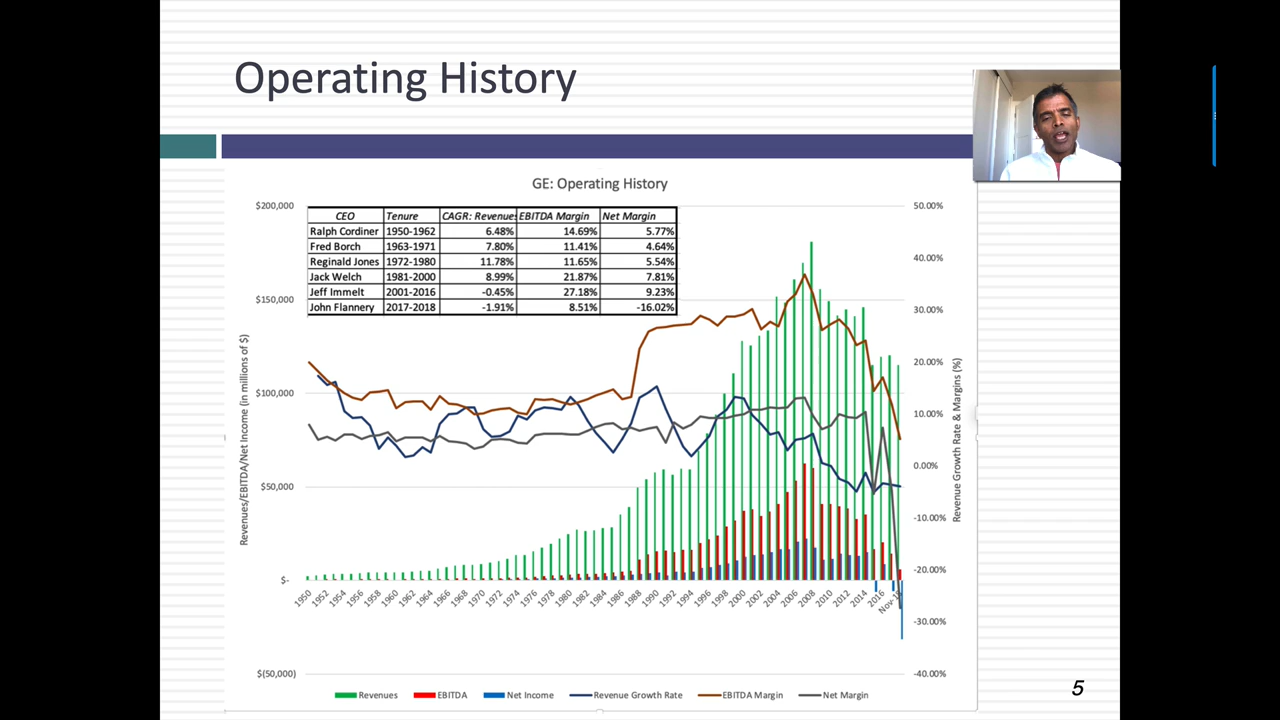 Operating History
GE: Operating History
CEO Tenure CAGR: Revenues EBITDA Margin Net Margin
Ralph Cordiner 1950-1962 6.48% 14.69% 5.77%
Fred Borch 1963-1971 7.80% 11.41% 4.64%
Reginald Jones 1972-1980 11.78% 11.65% 5.54%
Jack Welch 1981-2000 8.99% 21.87% 7.81%
Jeff Immelt 2001-2016 -0.45% 27.18% 9.23%
John Flannery 2017-2018 -1.91% 8.51% -16.02%
Revenues/EBITDA/Net Income (in millions of $)
$200,000
$150,000
$100,000
$50,000
$-
$(50,000)
50.00%
40.00%
30.00%
20.00%
10.00%
0.00%
-10.00%
-20.00%
-30.00%
-40.00%
Revenue Growth Rate & Margins (%)
1950 1952 1954 1956 1958 1960 1962 1964 1966 1968 1970 1972 1974 1976 1978 1980 1982 1984 1986 1988 1990 1992 1994 1996 1998 2000 2002 2004 2006 2008 2010 2012 2014 2016
Revenues EBITDA Net Income Revenue Growth Rate EBITDA Margin Net Margin
5